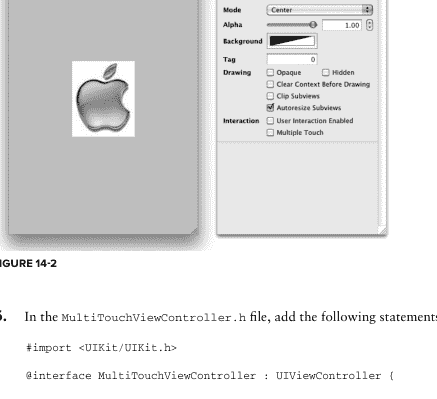 Mode Center
Alpha 1.00
Background
Tag 0
Drawing Opaque Hidden
Clear Context Before Drawing
Clip Subviews
Autoresize Subviews
Interaction User Interaction Enabled
Multiple Touch
IGURE 14-2
In the MultiTouchViewController.h file, add the following statements
#import <UIKit/UIKit.h>
@interface MultiTouchViewController : UIViewController {